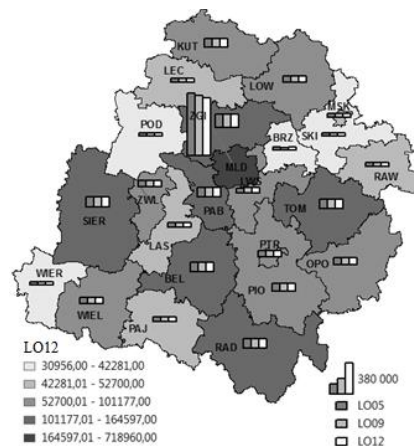 KUT
LEC
LOW
ZGI
MSK
POD
BRZ
SKI
MLD
RAW
ZWL
LWS
SIER
PAB
TOM
LAS
PTR
WIER
BEL
OPO
WIEL
PIO
PAJ
RAD
LO12
30956,00 - 42281,00
42281,01 - 52700,00
52700,01 - 101177,00
101177,01 - 164597,00
164597,01 - 718960,00
380 000
LO05
LO09
LO12